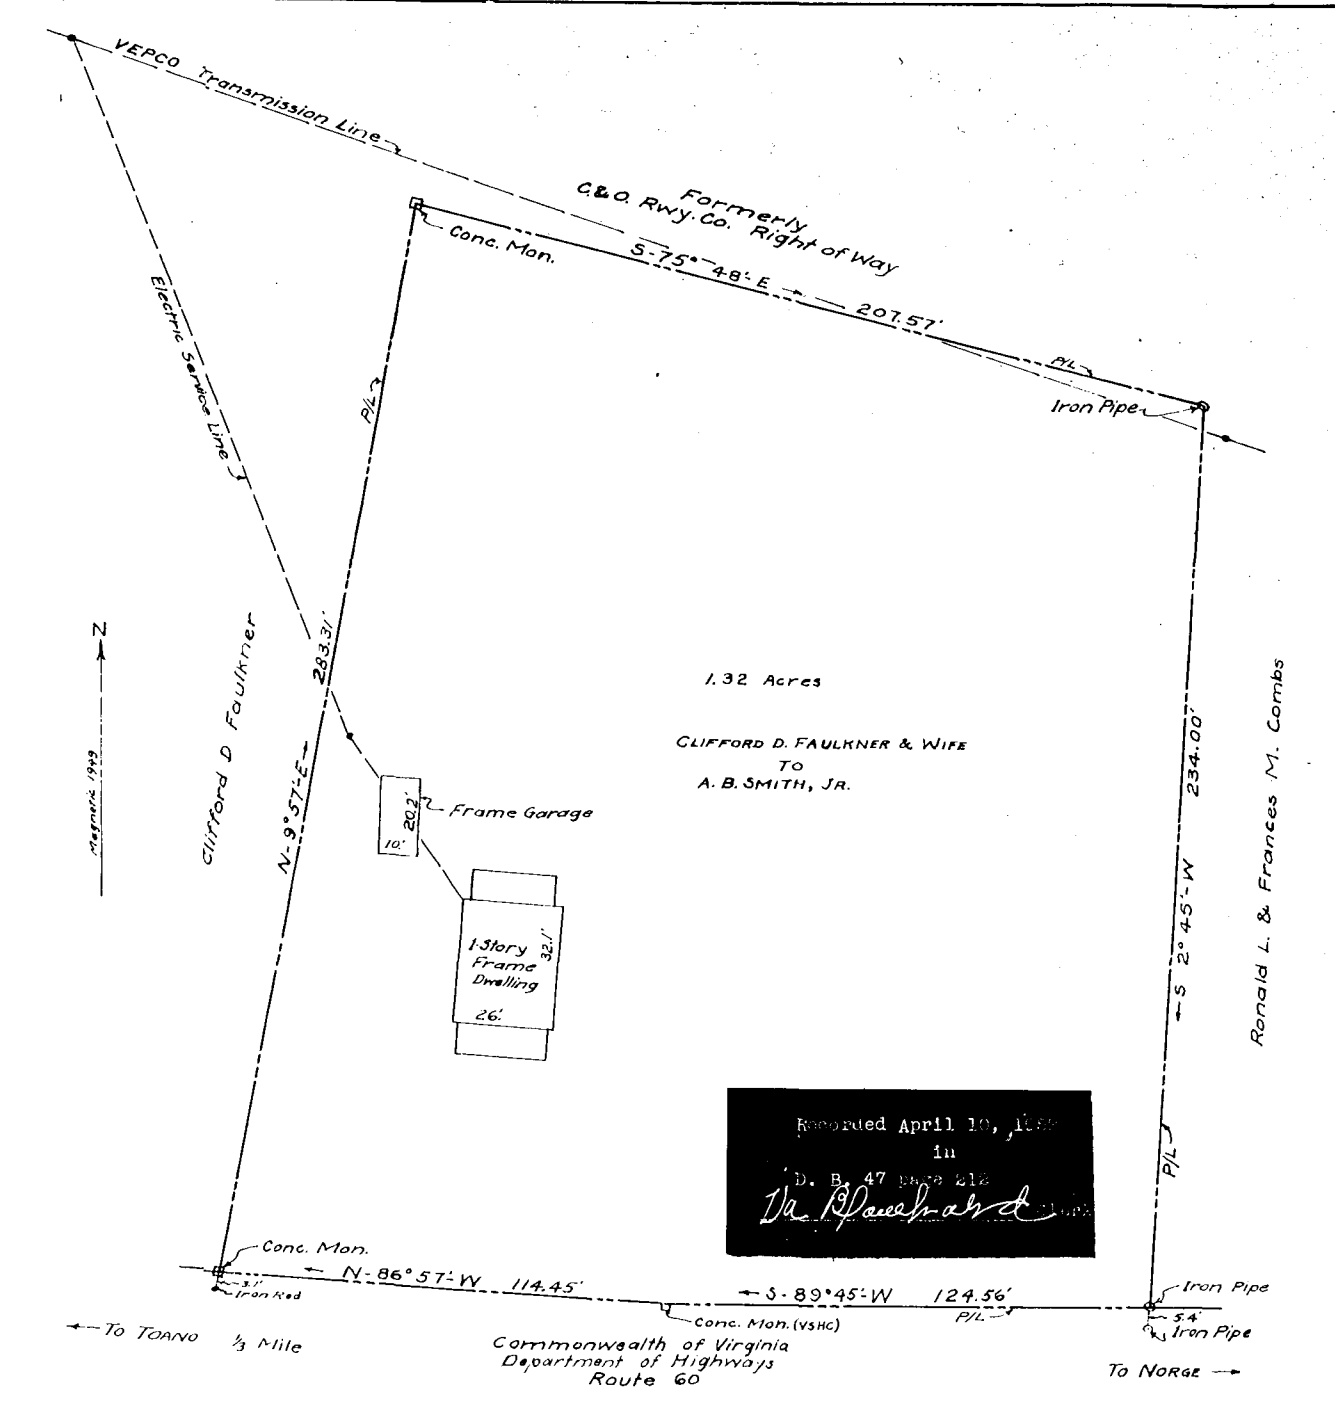 VEPCO Transmission Line
Formerly
C.&O. Rwy. Co. Right of Way
Conc. Mon.
S-75°48'-E
207.57'
P/L
Iron Pipe
Electric Service Line
P/L
283.31'
N-9°57'-E
Clifford D Faulkner
N
Magnetic 1949
1.32 Acres
CLIFFORD D. FAULKNER & WIFE
TO
A. B. SMITH, JR.
234.00'
S 2°45'-W
P/L
Ronald L. & Frances M. Combs
20.2'
10.'
Frame Garage
1-Story
Frame
Dwelling
32.1'
26.'
Recorded April 10,
in
D. B. 47 page 212
Conc. Mon.
3.1'
Iron Rod
N-86°57'-W 114.45'
S-89°45'-W 124.56'
P/L
Conc. Mon. (VSHC)
Iron Pipe
5.4'
Iron Pipe
TO TOANO 1/3 Mile
Commonwealth of Virginia
Department of Highways
Route 60
TO NORGE